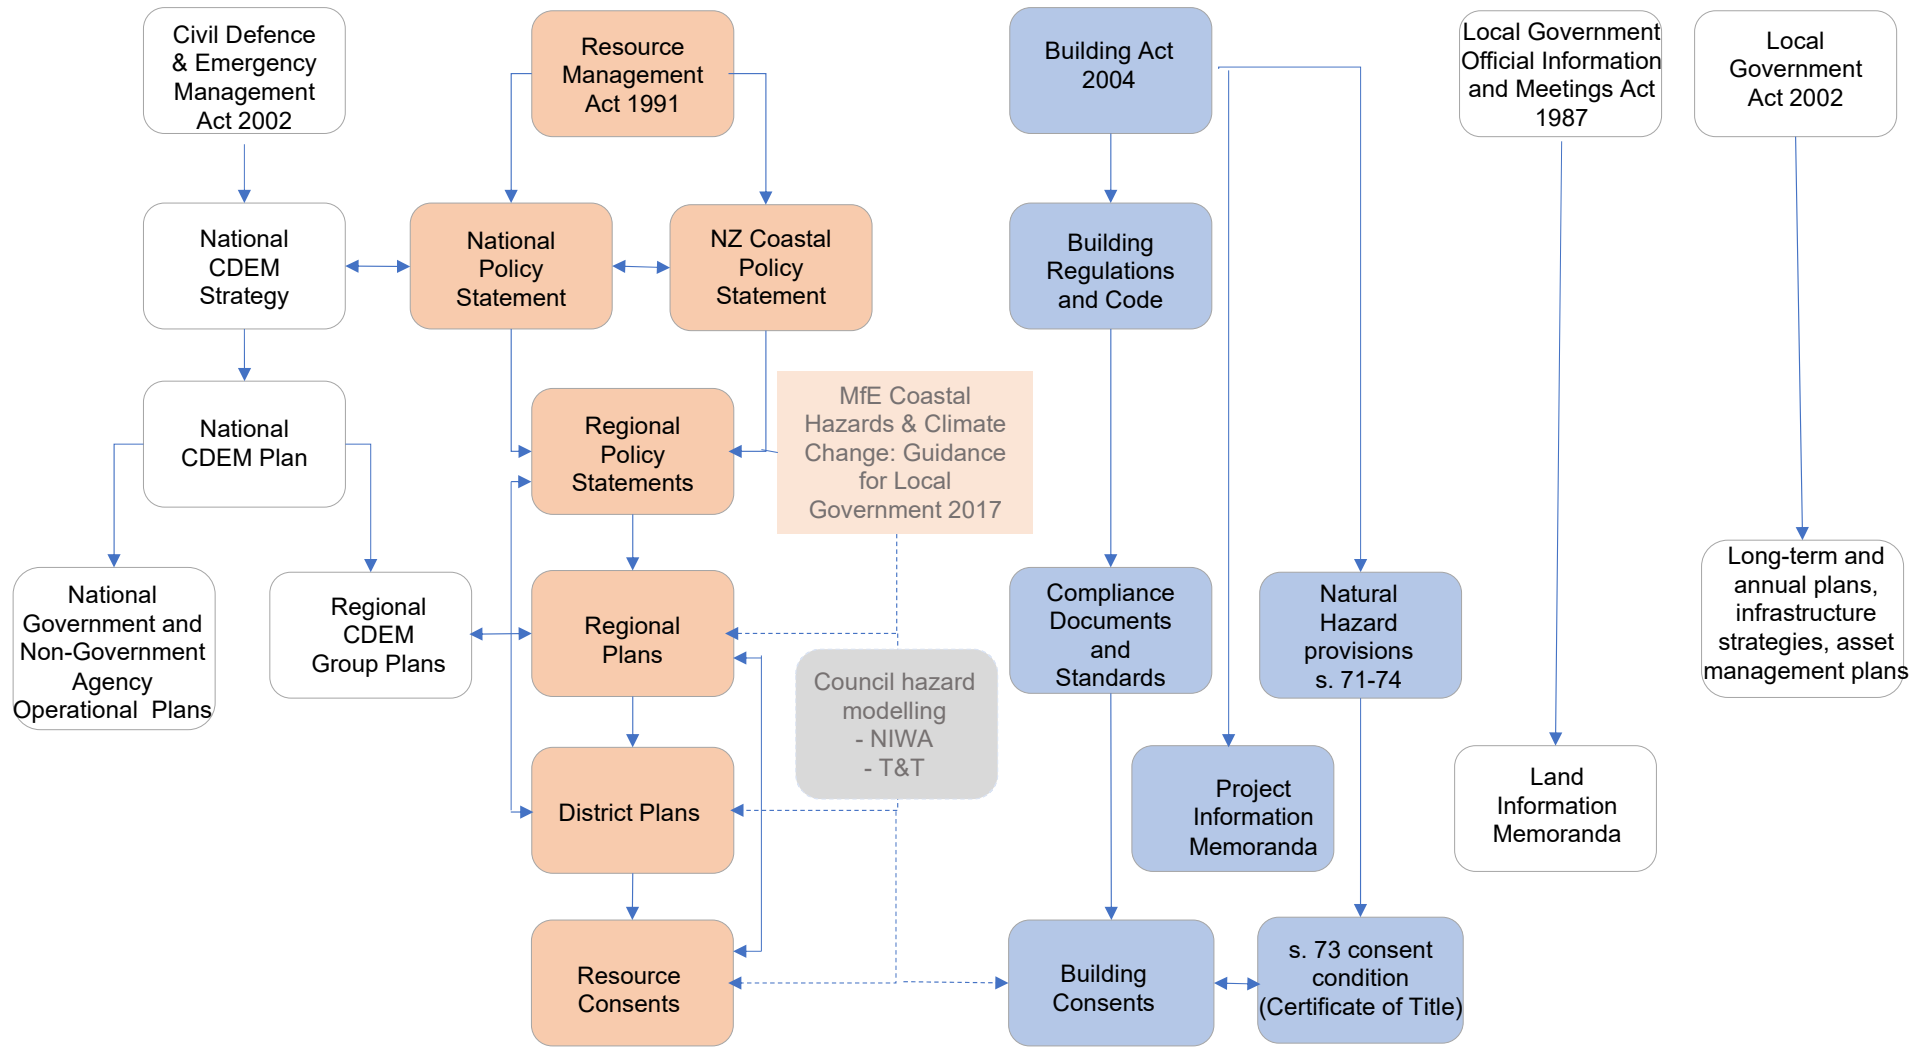 Civil Defence
& Emergency
Management
Act 2002
Resource
Management
Act 1991
Building Act
2004
Local Government
Official Information
and Meetings Act
1987
Local
Government
Act 2002
National
CDEM
Strategy
National
Policy
Statement
NZ Coastal
Policy
Statement
Building
Regulations
and Code
National
CDEM Plan
Regional
Policy
Statements
MfE Coastal
Hazards & Climate
Change: Guidance
for Local
Government 2017
National
Government and
Non-Government
Agency
Operational  Plans
Regional
CDEM
Group Plans
Regional
Plans
Compliance
Documents
and
Standards
Natural
Hazard
provisions
s. 71-74
Long-term and
annual plans,
infrastructure
strategies, asset
management plans
Council hazard
modelling
- NIWA
- T&T
District Plans
Project
Information
Memoranda
Land
Information
Memoranda
Resource
Consents
Building
Consents
s. 73 consent
condition
(Certificate of Title)